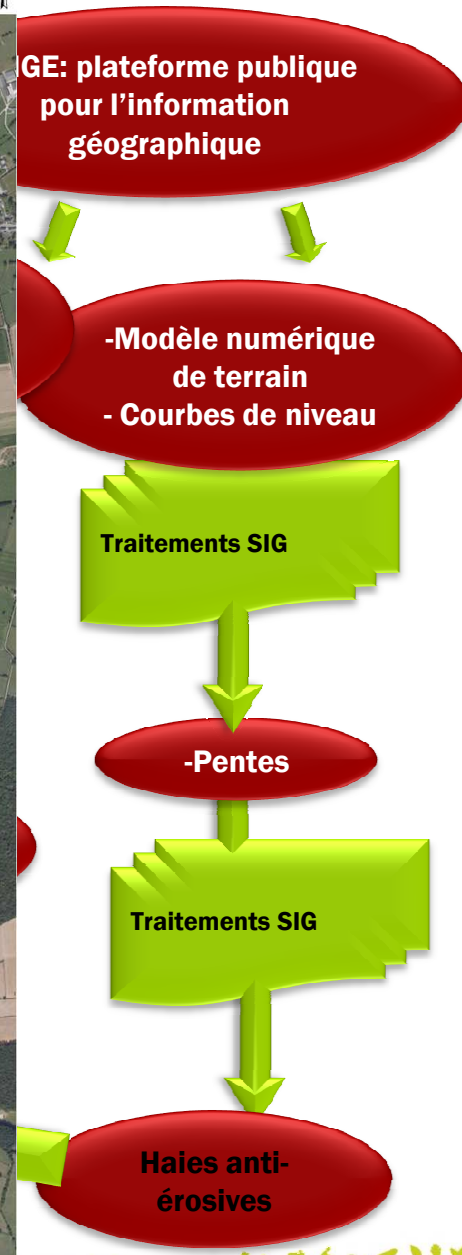 IGE: plateforme publique
pour l’information
géographique
-Modèle numérique
de terrain
- Courbes de niveau
Traitements SIG
-Pentes
Traitements SIG
Haies anti-
érosives